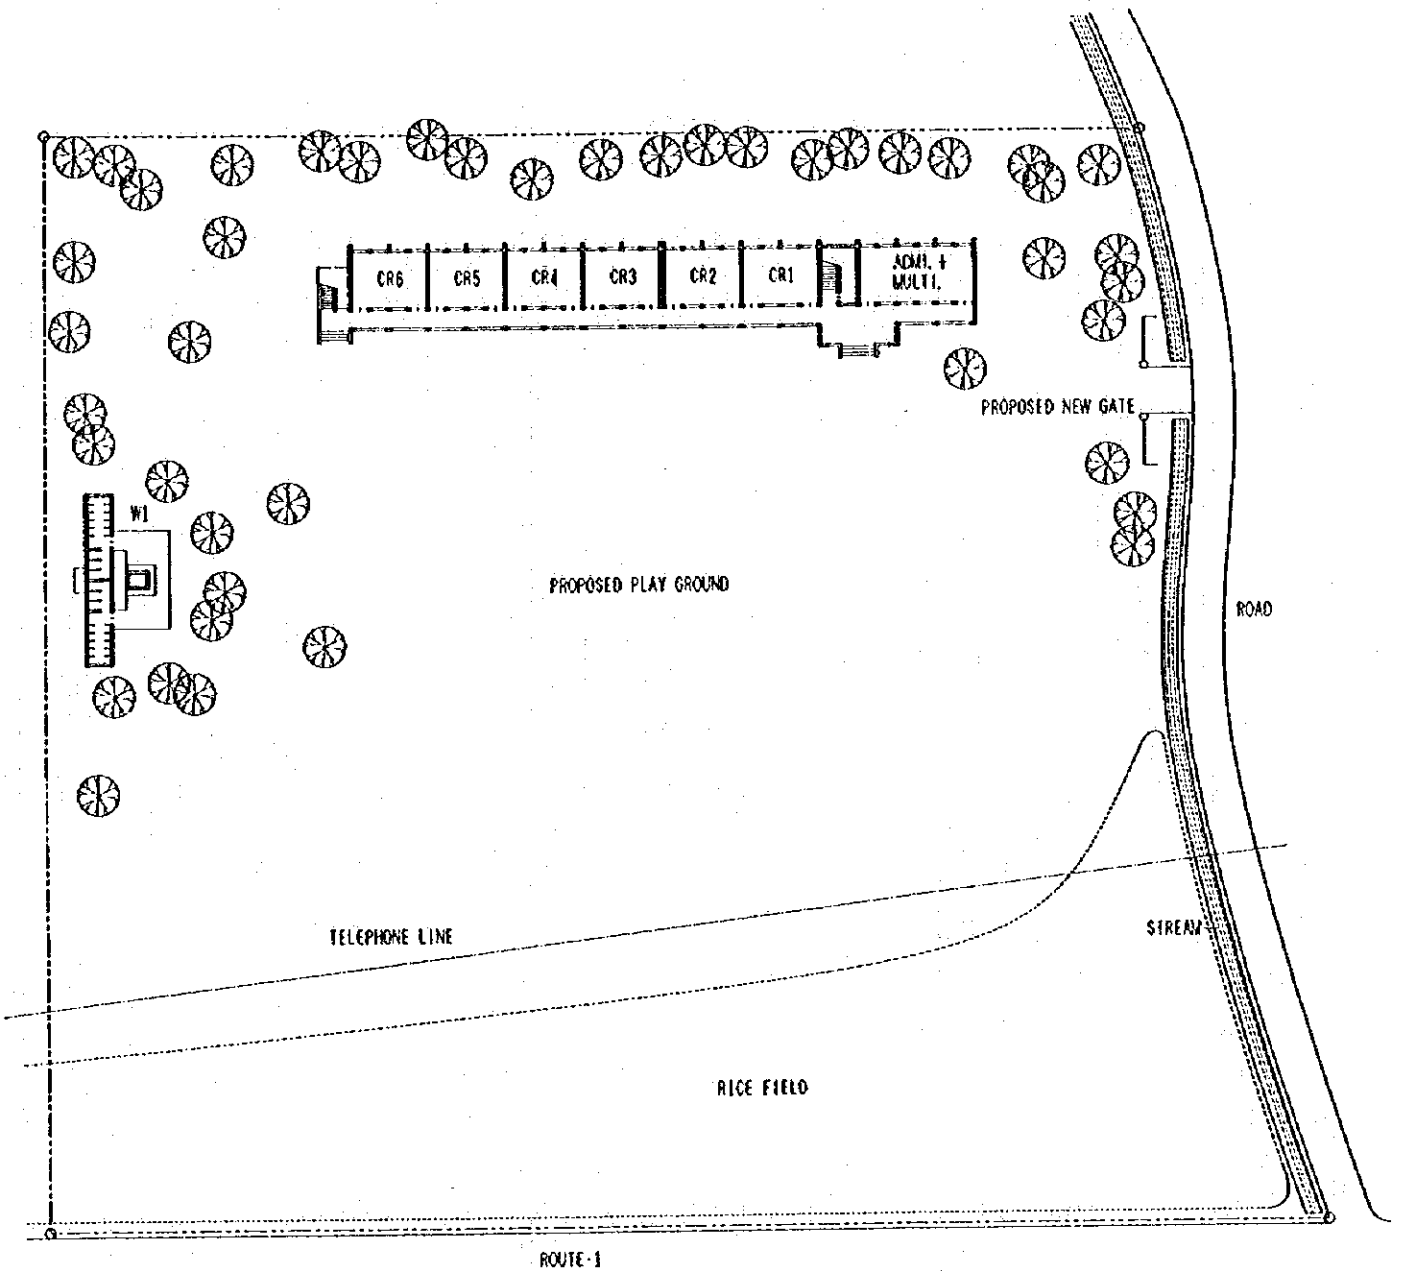 CR6 CR5 CR4 CR3 CR2 CR1 ADMI. +
MULTI.
PROPOSED NEW GATE
W1
PROPOSED PLAY GROUND
ROAD
STREAM
TELEPHONE LINE
RICE FIELD
ROUTE-1